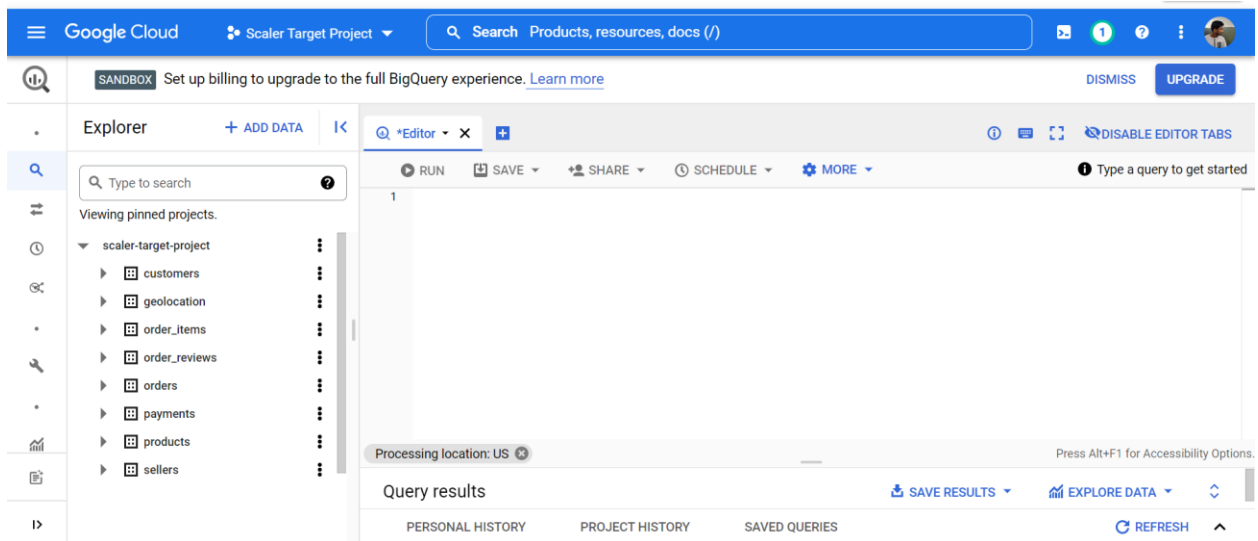 Google Cloud
Scaler Target Project
Search Products, resources, docs (/)
1
SANDBOX Set up billing to upgrade to the full BigQuery experience. Learn more
DISMISS
UPGRADE
Explorer
+ ADD DATA
*Editor
DISABLE EDITOR TABS
RUN
SAVE
SHARE
SCHEDULE
MORE
Type a query to get started
Type to search
Viewing pinned projects.
scaler-target-project
customers
geolocation
order_items
order_reviews
orders
payments
products
sellers
1
Processing location: US
Press Alt+F1 for Accessibility Options.
Query results
SAVE RESULTS
EXPLORE DATA
PERSONAL HISTORY
PROJECT HISTORY
SAVED QUERIES
REFRESH